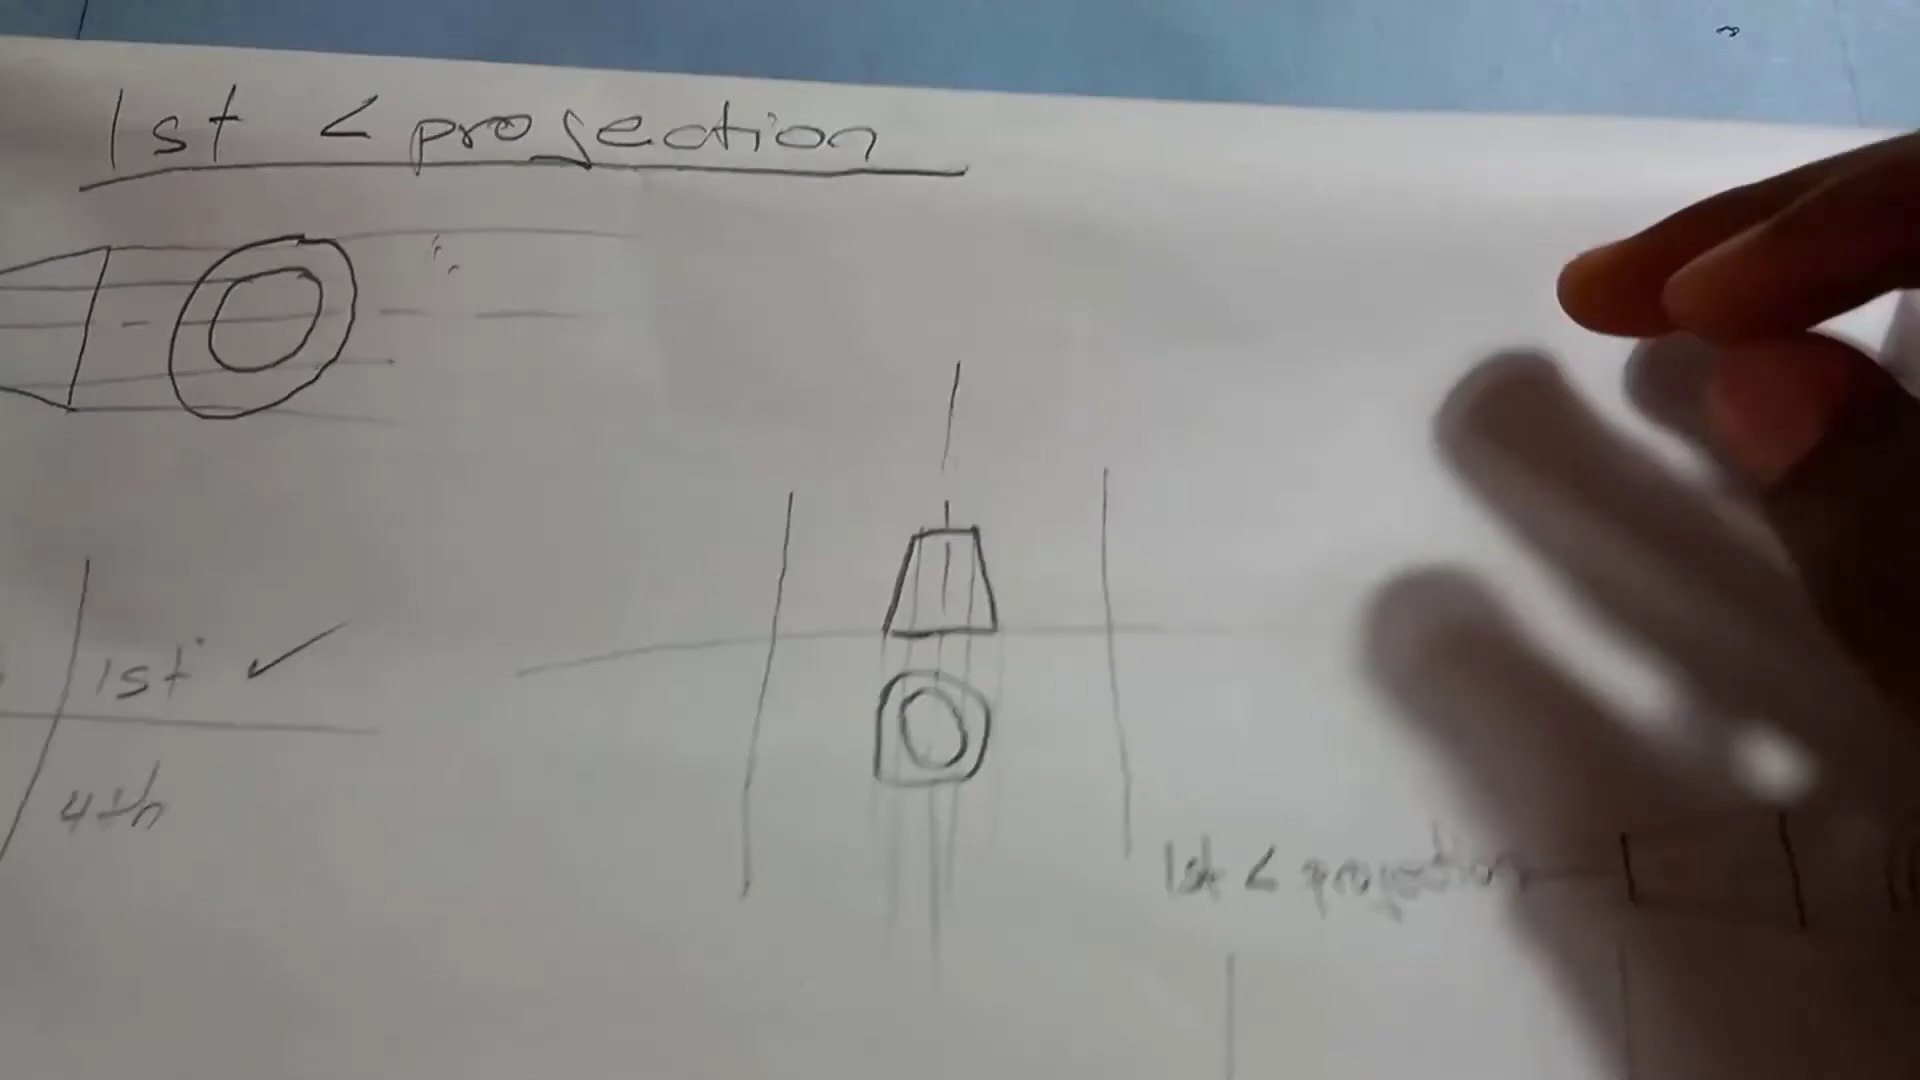 1st < projection
1st ✓
4th
1st < projection